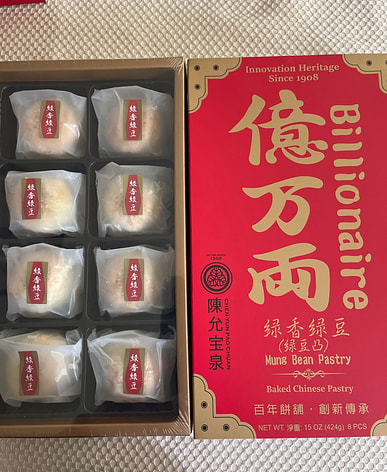 綠香綠豆
綠香綠豆
綠香綠豆
綠香綠豆
綠香綠豆
綠香綠豆
綠香綠豆
綠香綠豆
Innovation Heritage
Since 1908
億万兩
Billionaire
1908
陳允宝泉
CHEN YUN PAO CHUAN
綠香綠豆
(綠豆凸)
Mung Bean Pastry
Baked Chinese Pastry
百年餅舖・創新傳承
NET WT. 淨重: 15 OZ (424g) 8 PCS